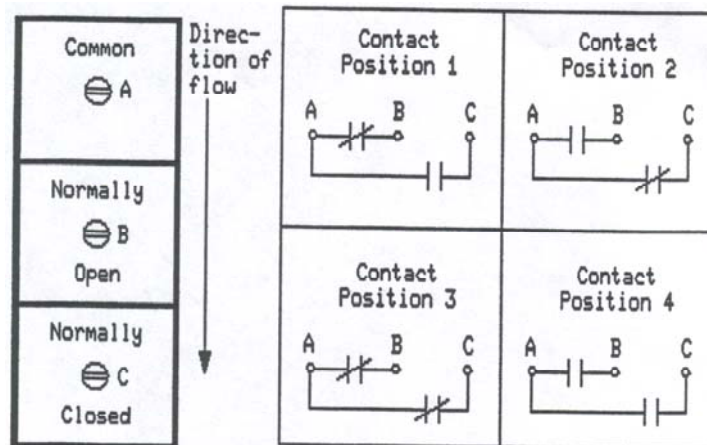 Common
A
Normally
B
Open
Normally
C
Closed
Direc-
tion of
flow
Contact
Position 1
A B C
Contact
Position 2
A B C
Contact
Position 3
A B C
Contact
Position 4
A B C